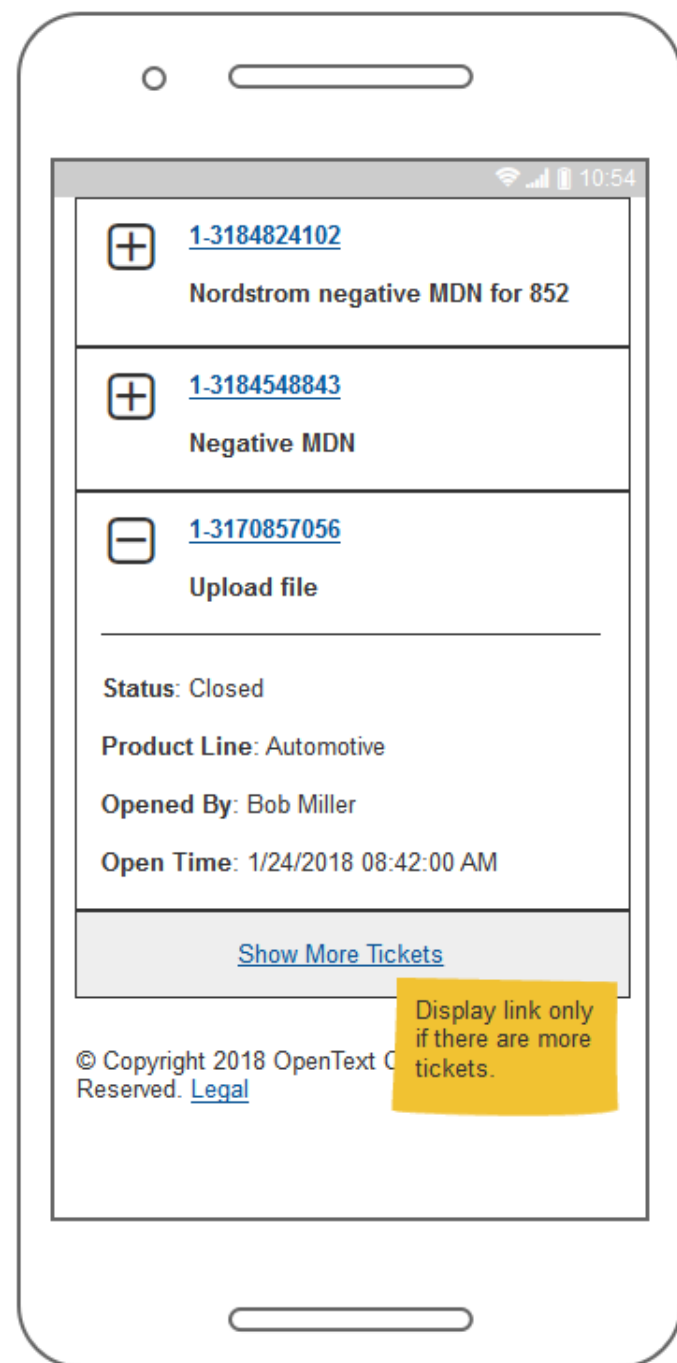 10:54
1-3184824102
Nordstrom negative MDN for 852
1-3184548843
Negative MDN
1-3170857056
Upload file
Status: Closed
Product Line: Automotive
Opened By: Bob Miller
Open Time: 1/24/2018 08:42:00 AM
Show More Tickets
Display link only
if there are more
tickets.
© Copyright 2018 OpenText
Reserved. Legal